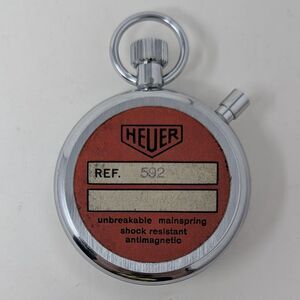 HEUER
REF. 592
unbreakable mainspring
shock resistant
antimagnetic